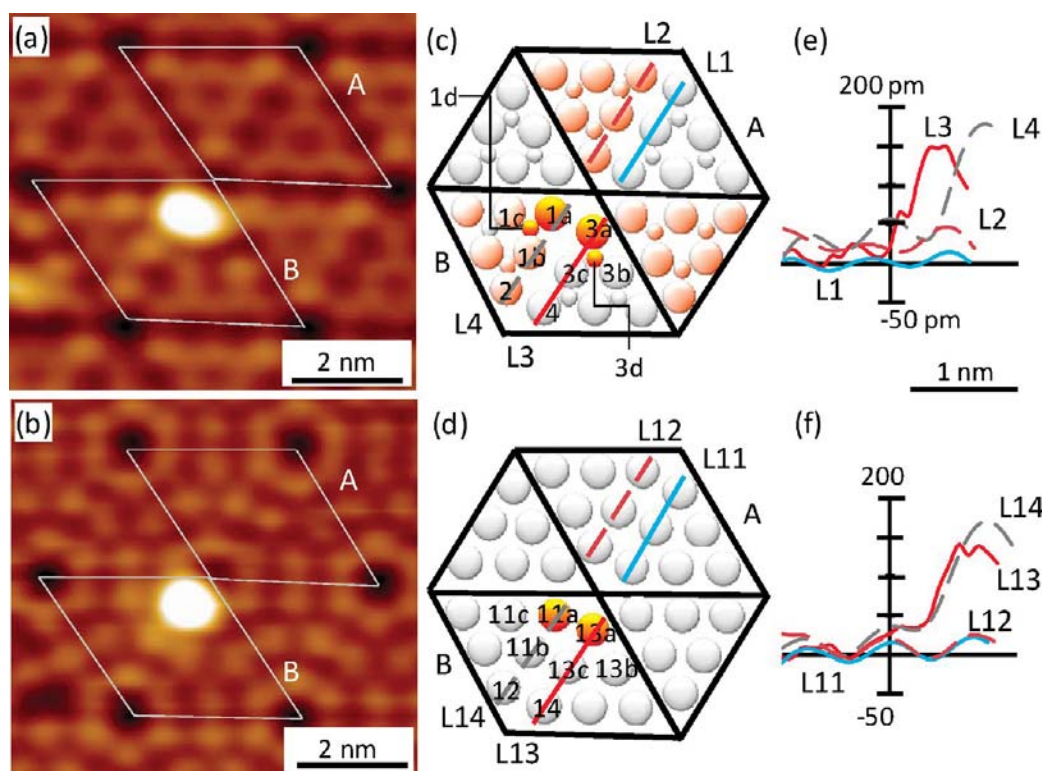 (a)
A
B
2 nm
(b)
A
B
2 nm
(c)
L2
L1
1d
A
1c
1a
3a
B
1b
3c
3b
2
4
L4
L3
3d
(d)
L12
L11
A
11c
11a
13a
B
11b
13c
13b
12
14
L14
L13
(e)
200 pm
L3
L4
L2
L1
-50 pm
1 nm
(f)
200
L14
L13
L12
L11
-50